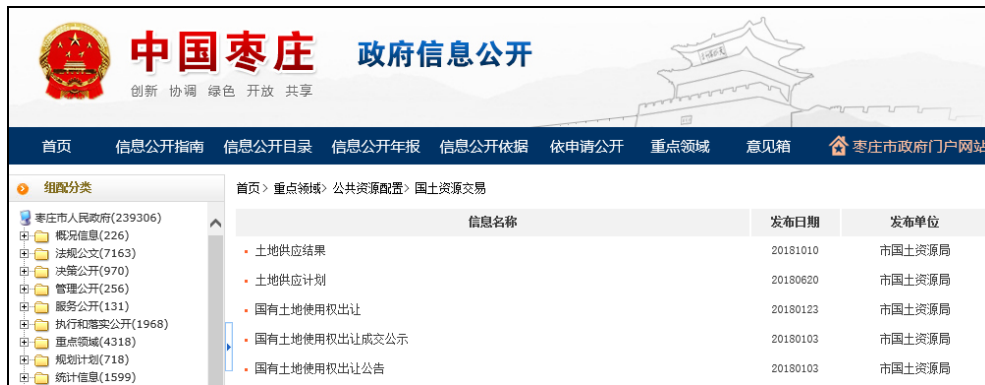 中国枣庄 政府信息公开
创新 协调 绿色 开放 共享
首页 信息公开指南 信息公开目录 信息公开年报 信息公开依据 依申请公开 重点领域 意见箱 枣庄市政府门户网站
组配分类
首页> 重点领域> 公共资源配置> 国土资源交易
枣庄市人民政府(239306)
概况信息(226)
法规公文(7163)
决策公开(970)
管理公开(256)
服务公开(131)
执行和落实公开(1968)
重点领域(4318)
规划计划(718)
统计信息(1599)
信息名称 发布日期 发布单位
土地供应结果 20181010 市国土资源局
土地供应计划 20180620 市国土资源局
国有土地使用权出让 20180123 市国土资源局
国有土地使用权出让成交公示 20180103 市国土资源局
国有土地使用权出让公告 20180103 市国土资源局